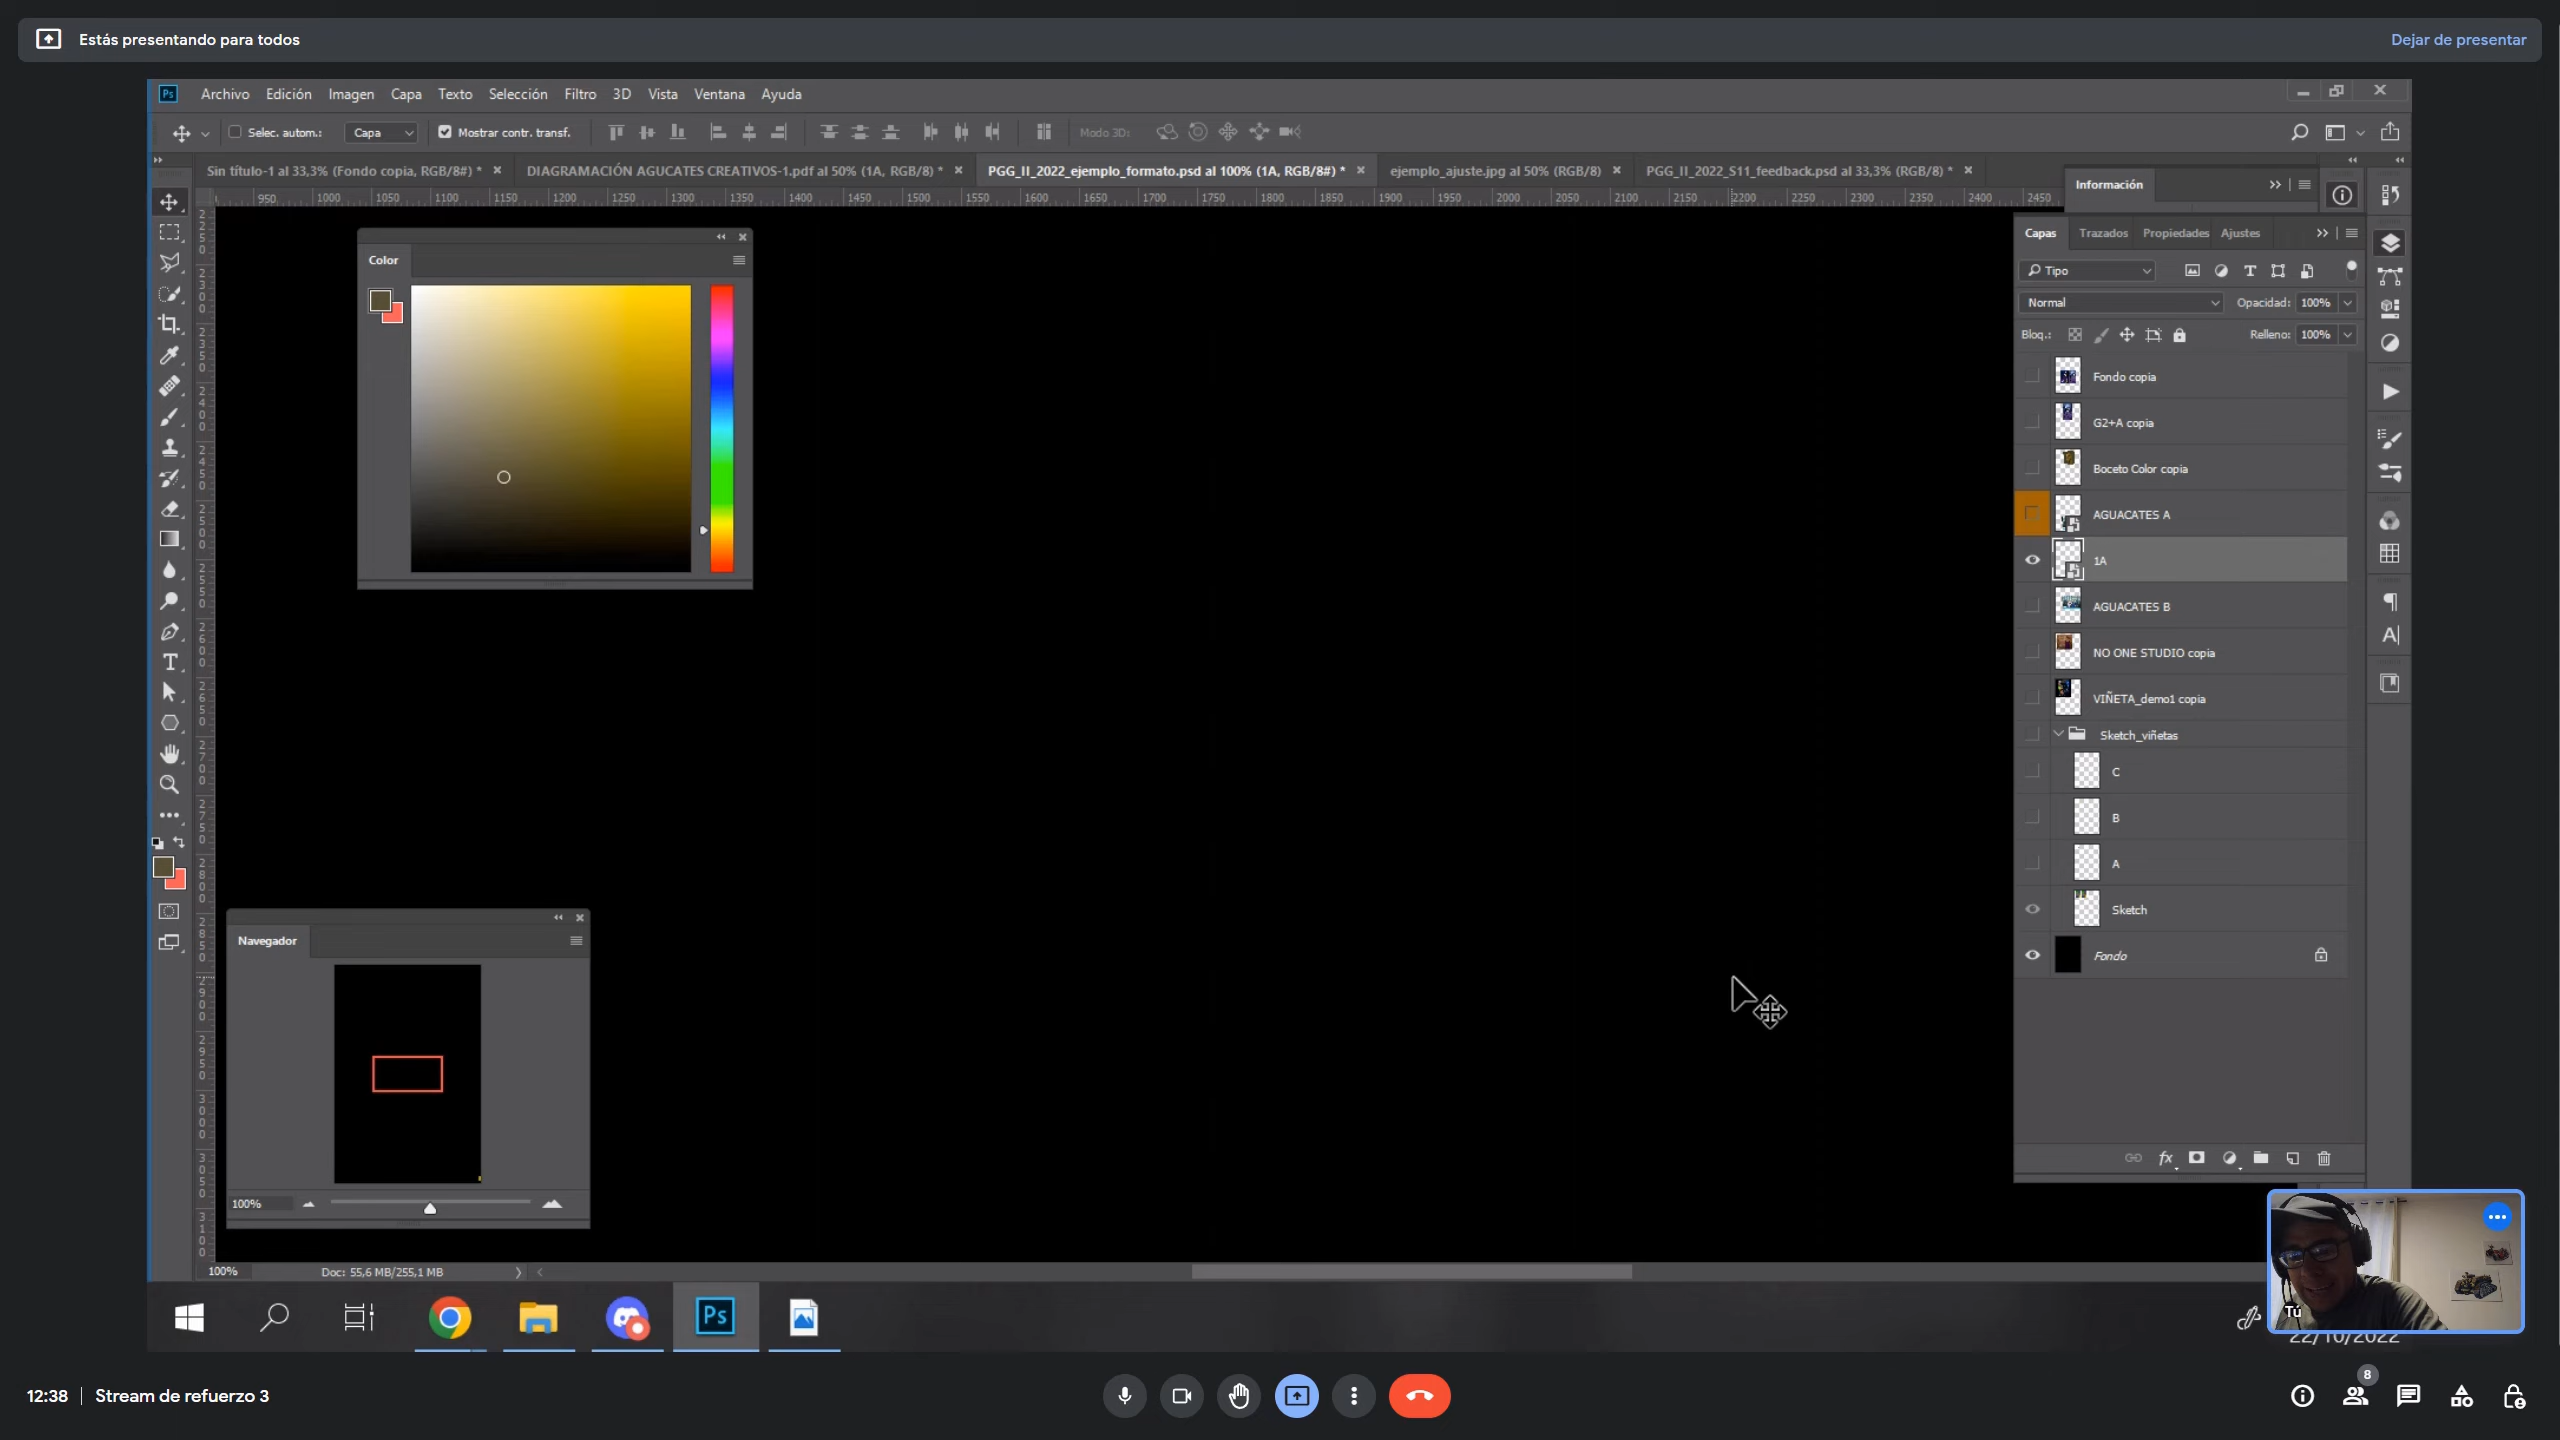 Estás presentando para todos
Dejar de presentar
Ps Archivo Edición Imagen Capa Texto Selección Filtro 3D Vista Ventana Ayuda
Selec. autom.: Capa Mostrar contr. transf. Modo 3D:
Sin título-1 al 33,3% (Fondo copia, RGB/8#) * DIAGRAMACIÓN AGUCATES CREATIVOS-1.pdf al 50% (1A, RGB/8) * PGG_II_2022_ejemplo_formato.psd al 100% (1A, RGB/8#) * ejemplo_ajuste.jpg al 50% (RGB/8) PGG_II_2022_S11_feedback.psd al 33,3% (RGB/8) *
950 1000 1050 1100 1150 1200 1250 1300 1350 1400 1450 1500 1550 1600 1650 1700 1750 1800 1850 1900 1950 2000 2050 2100 2150 2200 2250 2300 2350 2400 2450
Información
Capas Trazados Propiedades Ajustes
Tipo
Normal Opacidad: 100%
Bloq.: Relleno: 100%
Fondo copia
G2+A copia
Boceto Color copia
AGUACATES A
1A
AGUACATES B
NO ONE STUDIO copia
VIÑETA_demo1 copia
Sketch_viñetas
C
B
A
Sketch
Fondo
fx
Color
Navegador
100%
100% Doc: 55,6 MB/255,1 MB
Ps
Tú
22/10/2022
12:38 Stream de refuerzo 3
8